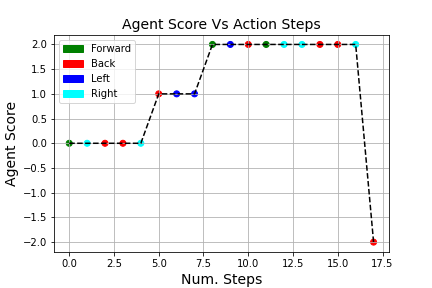 Agent Score Vs Action Steps
Forward
Back
Left
Right
2.0
1.5
1.0
0.5
0.0
−0.5
−1.0
−1.5
−2.0
Agent Score
0.0 2.5 5.0 7.5 10.0 12.5 15.0 17.5
Num. Steps